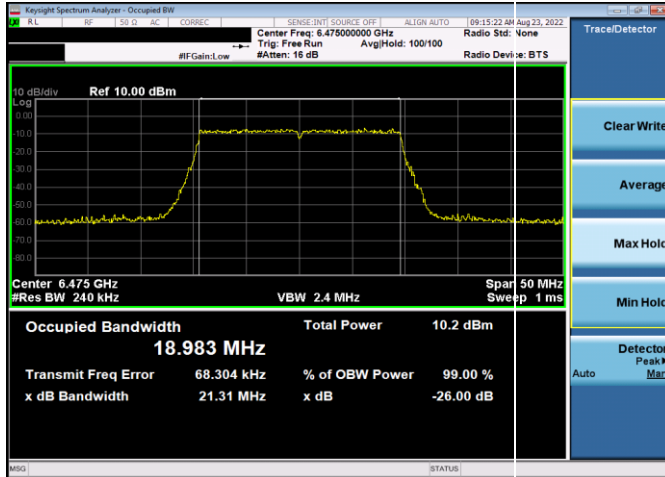 Keysight Spectrum Analyzer - Occupied BW
RL RF 50 Ω AC CORREC SENSE:INT SOURCE OFF ALIGN AUTO 09:15:22 AM Aug 23, 2022
Center Freq: 6.475000000 GHz Radio Std: None
Trig: Free Run Avg|Hold: 100/100
#IFGain:Low #Atten: 16 dB Radio Device: BTS
Trace/Detector
10 dB/div Ref 10.00 dBm
Log
0.00
-10.0
-20.0
-30.0
-40.0
-50.0
-60.0
-70.0
-80.0
Center 6.475 GHz Span 50 MHz
#Res BW 240 kHz VBW 2.4 MHz Sweep 1 ms
Occupied Bandwidth Total Power 10.2 dBm
18.983 MHz
Transmit Freq Error 68.304 kHz % of OBW Power 99.00 %
x dB Bandwidth 21.31 MHz x dB -26.00 dB
Clear Write
Average
Max Hold
Min Hold
Detector
Peak
Auto Man
MSG STATUS